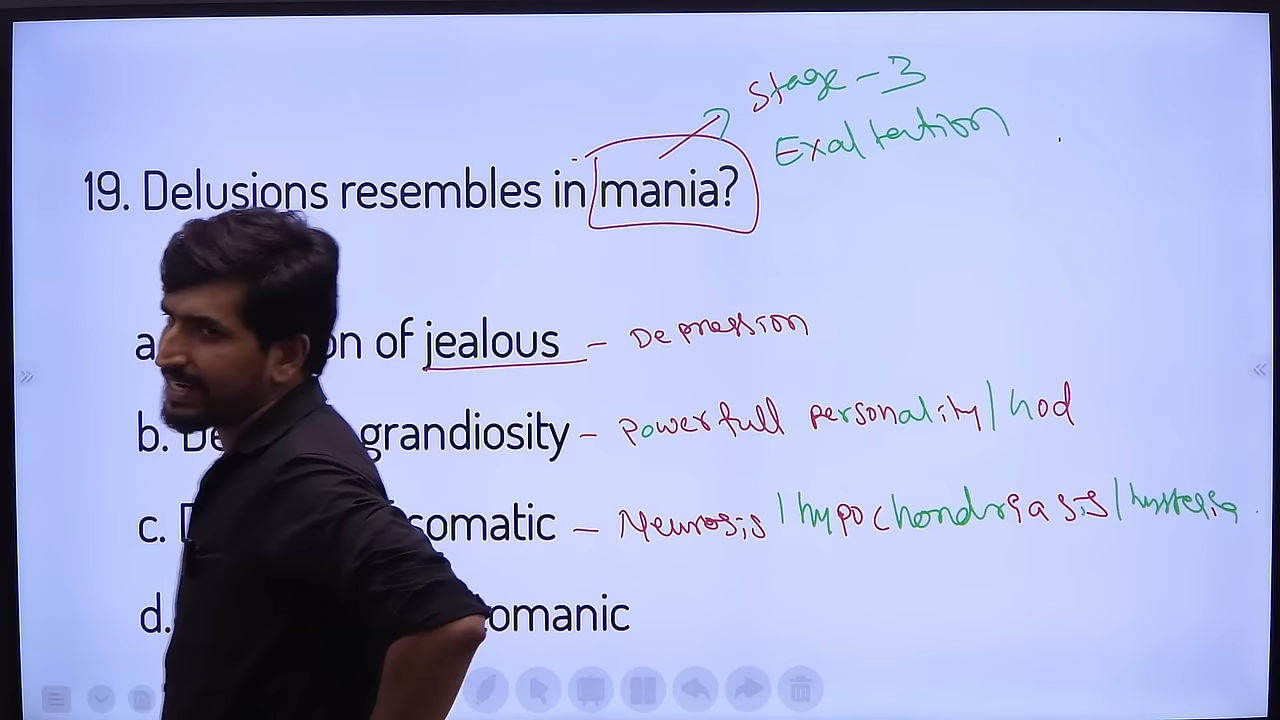 stage - 3
Exaltation
19. Delusions resembles in mania?
a on of jealous - Depression
b. De grandiosity - powerfull personality / God
c. D somatic - Neurosis / hypochondriasis / hysteria
d. omanic